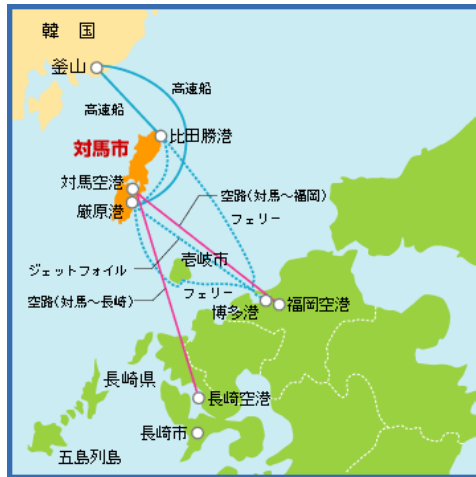 韓 国
釜山
高速船
高速船
対馬市
比田勝港
対馬空港
空路(対馬～福岡)
厳原港
フェリー
ジェットフォイル
壱岐市
空路(対馬～長崎)
フェリー
博多港
福岡空港
長崎県
長崎空港
長崎市
五島列島